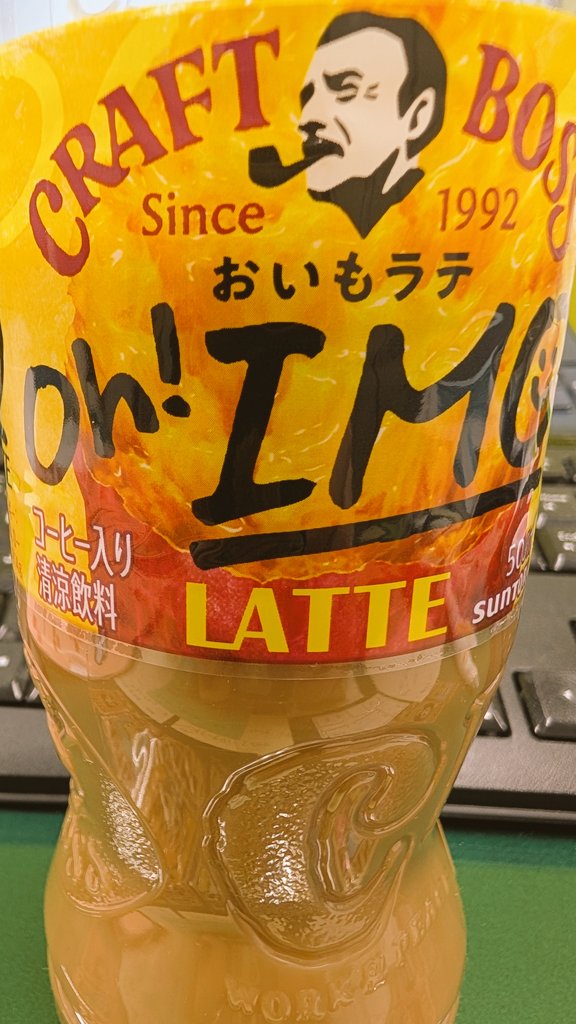 CRAFT BOSS
Since 1992
おいもラテ
Oh! IMO
LATTE
コーヒー入り
清涼飲料